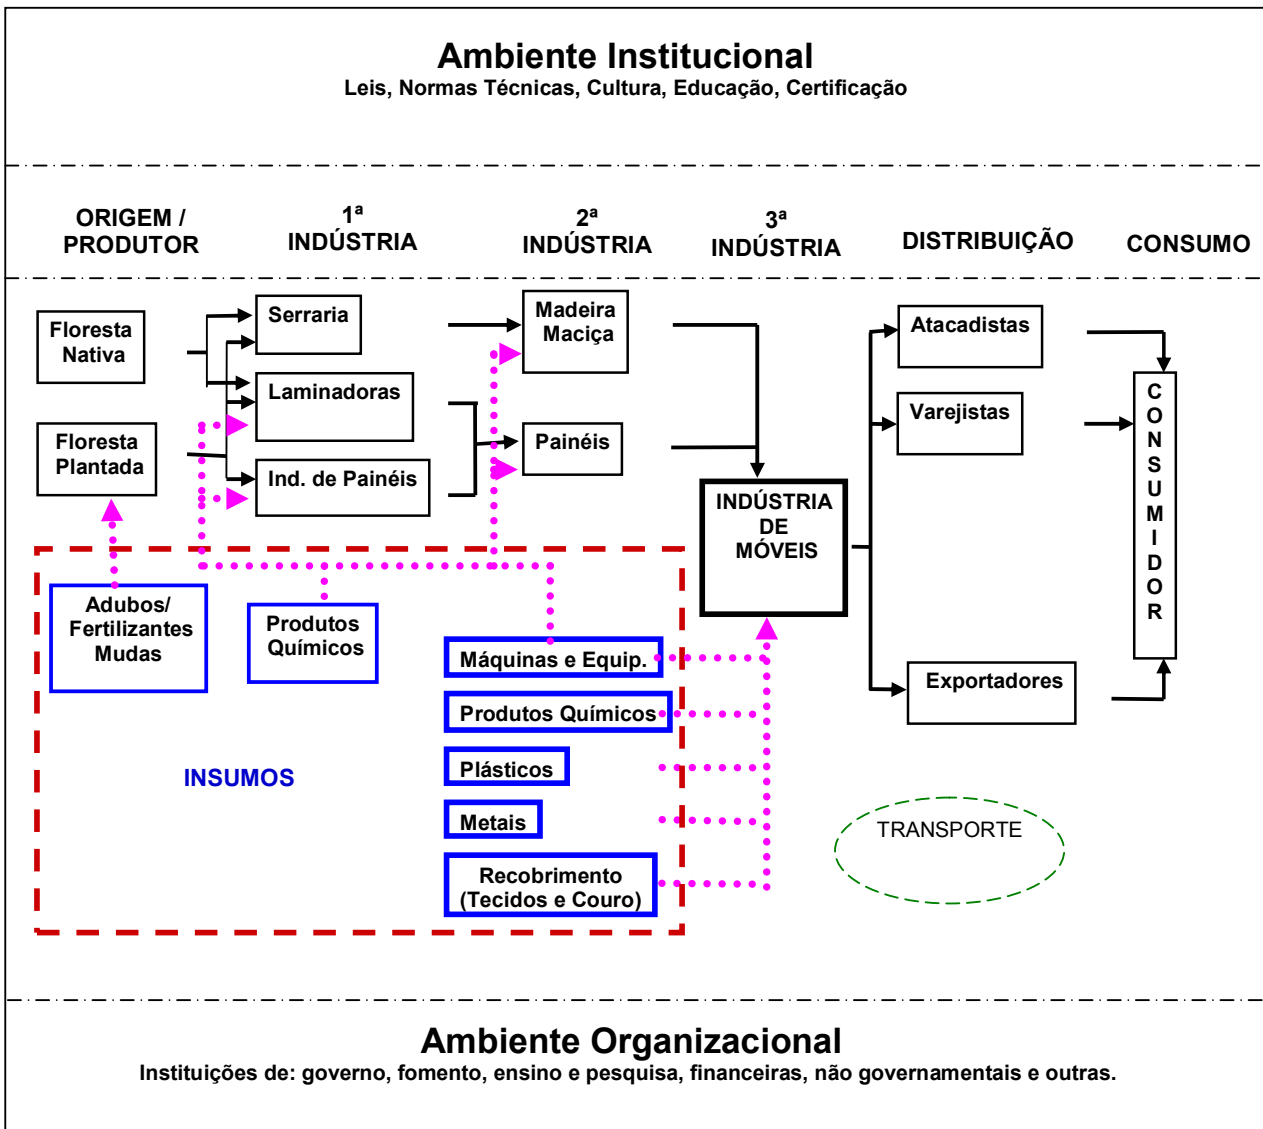 Ambiente Institucional
Leis, Normas Técnicas, Cultura, Educação, Certificação
ORIGEM /
PRODUTOR
1ª
INDÚSTRIA
2ª
INDÚSTRIA
3ª
INDÚSTRIA
DISTRIBUIÇÃO
CONSUMO
Floresta
Nativa
Floresta
Plantada
Serraria
Laminadoras
Ind. de Painéis
Madeira
Maciça
Painéis
INDÚSTRIA
DE
MÓVEIS
Atacadistas
Varejistas
Exportadores
CONSUMIDOR
Adubos/
Fertilizantes
Mudas
Produtos
Químicos
Máquinas e Equip.
Produtos Químicos
Plásticos
Metais
Recobrimento
(Tecidos e Couro)
INSUMOS
TRANSPORTE
Ambiente Organizacional
Instituições de: governo, fomento, ensino e pesquisa, financeiras, não governamentais e outras.